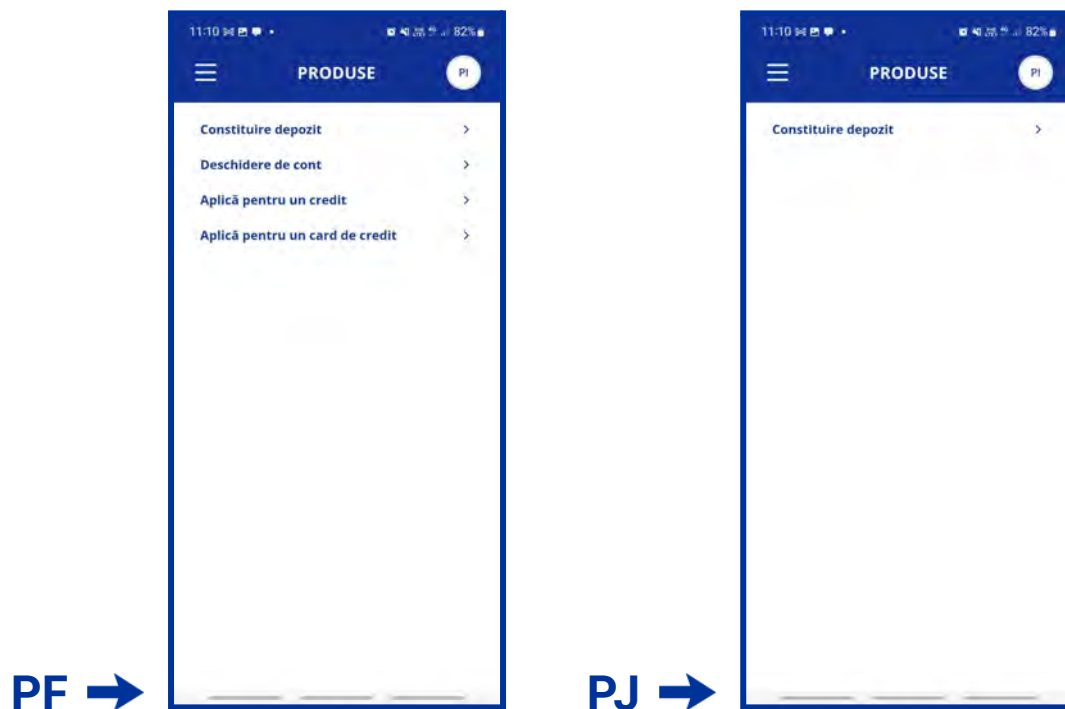 11:10
82%
PRODUSE
PI
Constituire depozit
Deschidere de cont
Aplică pentru un credit
Aplică pentru un card de credit
PF
11:10
82%
PRODUSE
PI
Constituire depozit
PJ